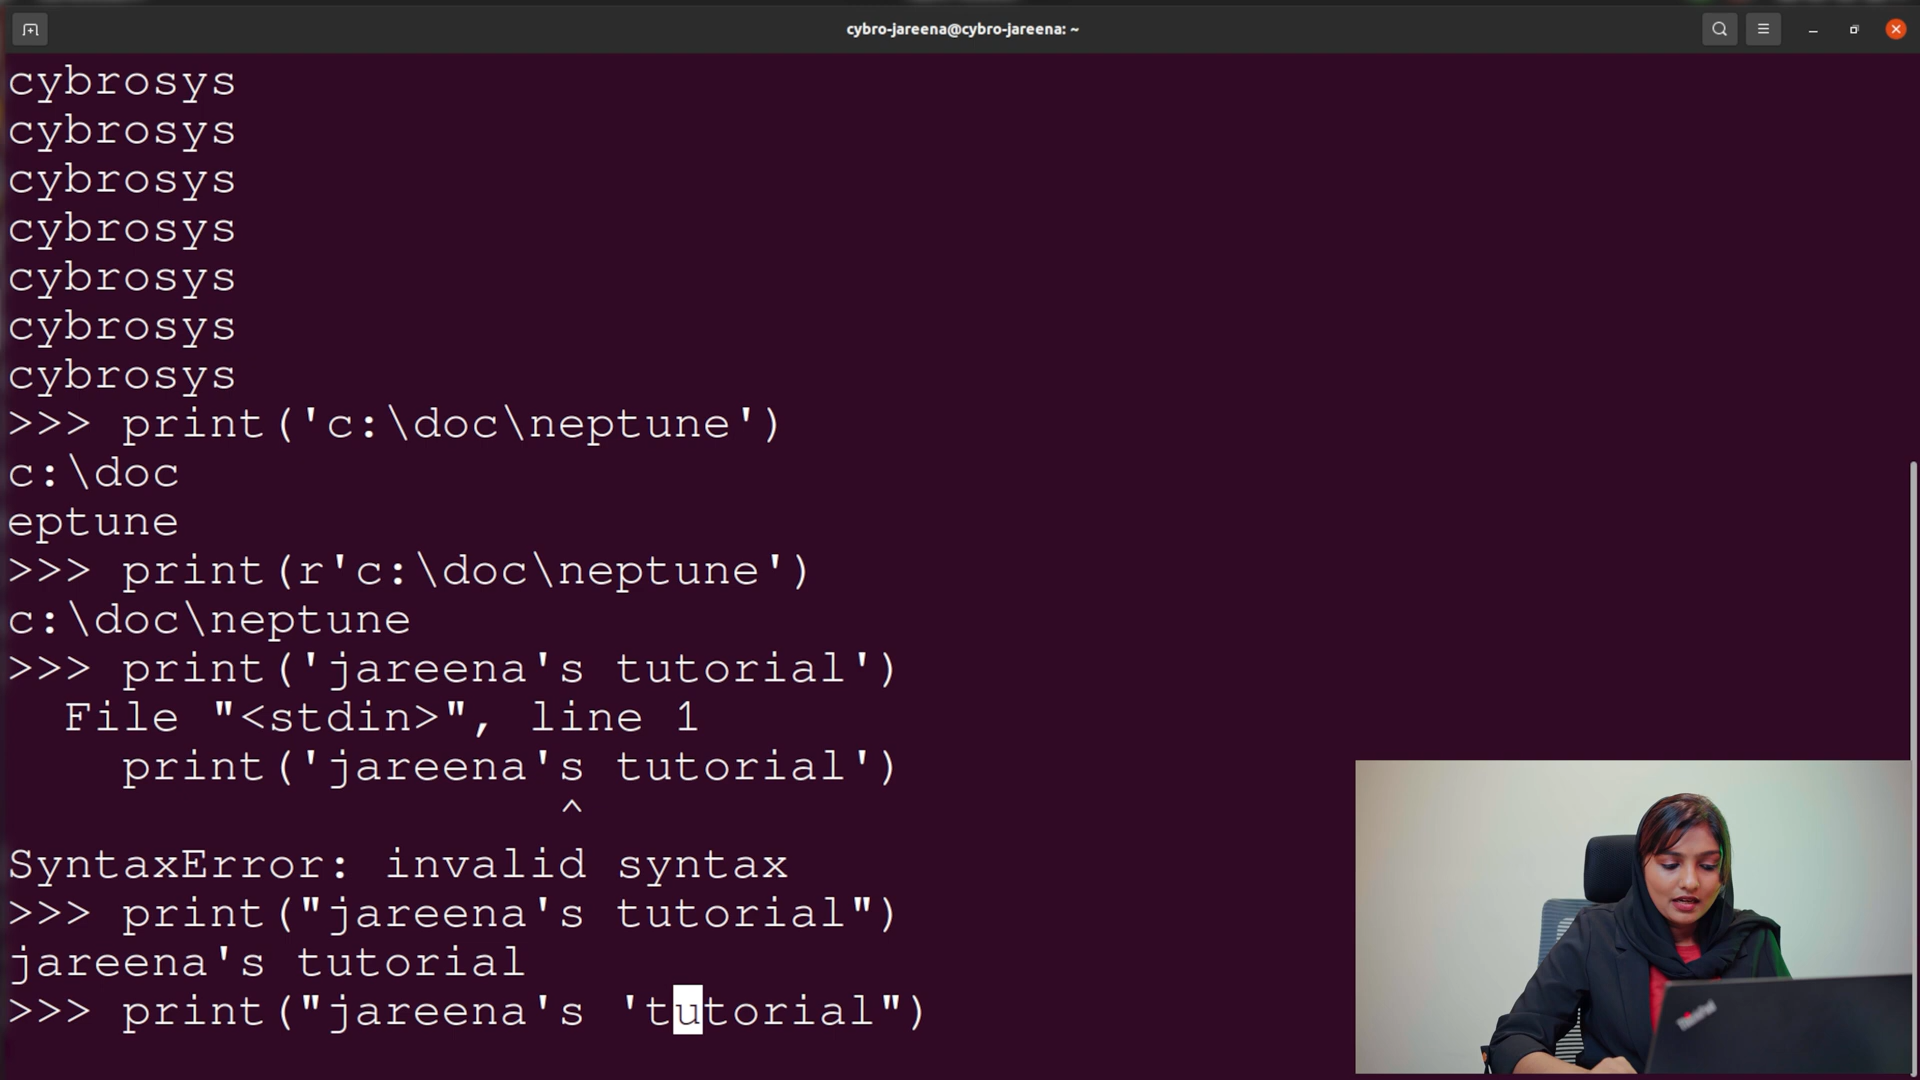 cybro-jareena@cybro-jareena: ~
cybrosys
cybrosys
cybrosys
cybrosys
cybrosys
cybrosys
cybrosys
>>> print('c:\doc\neptune')
c:\doc
eptune
>>> print(r'c:\doc\neptune')
c:\doc\neptune
>>> print('jareena's tutorial')
  File "<stdin>", line 1
    print('jareena's tutorial')
                   ^
SyntaxError: invalid syntax
>>> print("jareena's tutorial")
jareena's tutorial
>>> print("jareena's 'tutorial")
ThinkPad